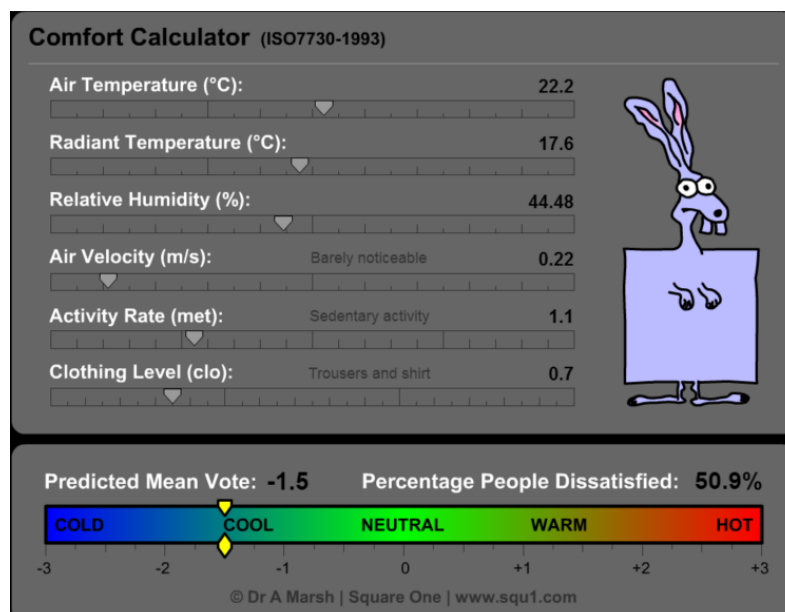 Comfort Calculator (ISO7730-1993)
Air Temperature (°C): 22.2
Radiant Temperature (°C): 17.6
Relative Humidity (%): 44.48
Air Velocity (m/s): Barely noticeable 0.22
Activity Rate (met): Sedentary activity 1.1
Clothing Level (clo): Trousers and shirt 0.7
Predicted Mean Vote: -1.5 Percentage People Dissatisfied: 50.9%
COLD COOL NEUTRAL WARM HOT
-3 -2 -1 0 +1 +2 +3
© Dr A Marsh | Square One | www.squ1.com